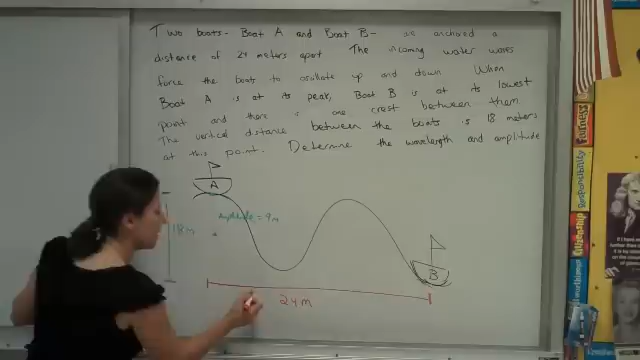 Two boats - Boat A and Boat B - are anchored a
distance of 24 meters apart. The incoming water waves
force the boats to oscillate up and down. When
Boat A is at its peak, Boat B is at its lowest
point and there is one crest between them.
The vertical distance between the boats is 18 meters
at this point. Determine the wavelength and amplitude
A
amplitude = 9m
18m
B
24m
Responsibility